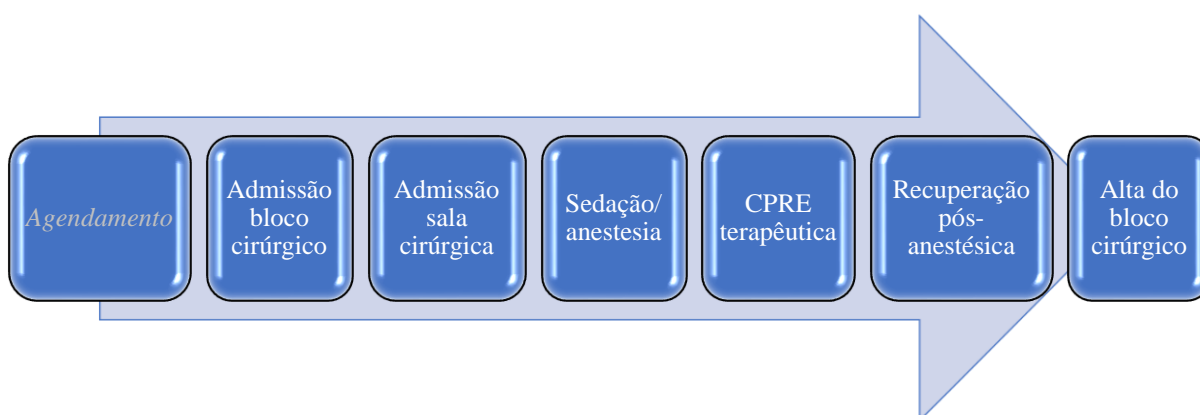 Agendamento
Admissão
bloco
cirúrgico
Admissão
sala
cirúrgica
Sedação/
anestesia
CPRE
terapêutica
Recuperação
pós-
anestésica
Alta do
bloco
cirúrgico